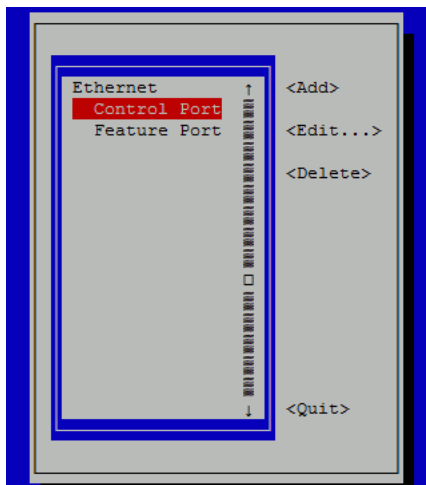 Ethernet ↑ <Add>
Control Port
Feature Port <Edit...>
<Delete>
↓ <Quit>